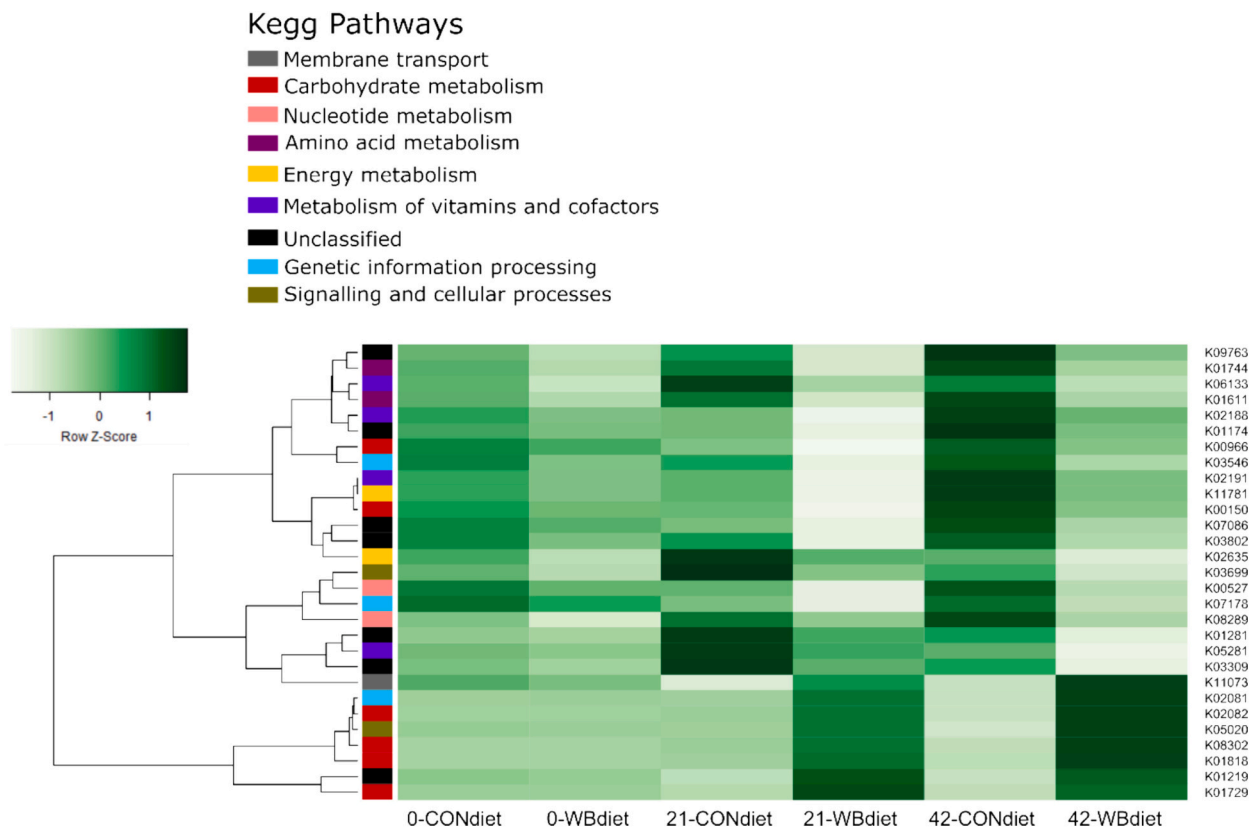 Kegg Pathways
Membrane transport
Carbohydrate metabolism
Nucleotide metabolism
Amino acid metabolism
Energy metabolism
Metabolism of vitamins and cofactors
Unclassified
Genetic information processing
Signalling and cellular processes
-1 0 1
Row Z-Score
K09763
K01744
K06133
K01611
K02188
K01174
K00966
K03546
K02191
K11781
K00150
K07086
K03802
K02635
K03699
K00527
K07178
K08289
K01281
K05281
K03309
K11073
K02081
K02082
K05020
K08302
K01818
K01219
K01729
0-CONdiet 0-WBdiet 21-CONdiet 21-WBdiet 42-CONdiet 42-WBdiet